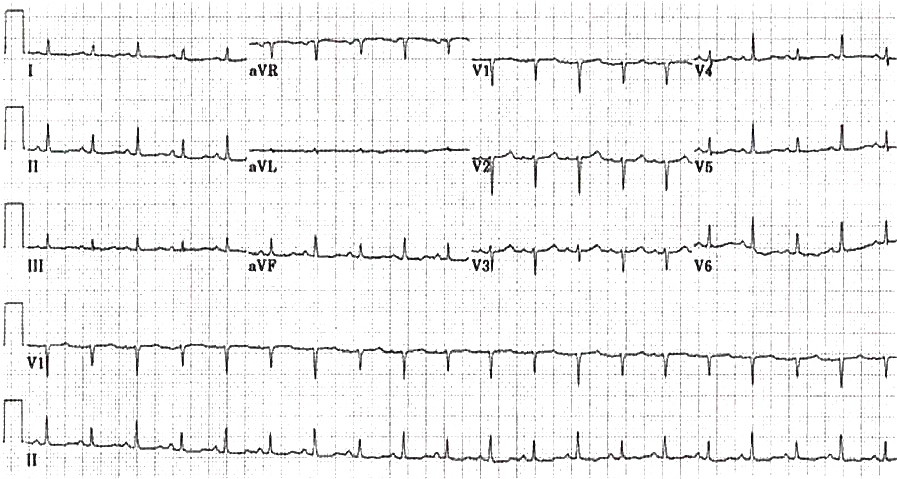 I aVR V1 V4
II aVL V2 V5
III aVF V3 V6
V1
II